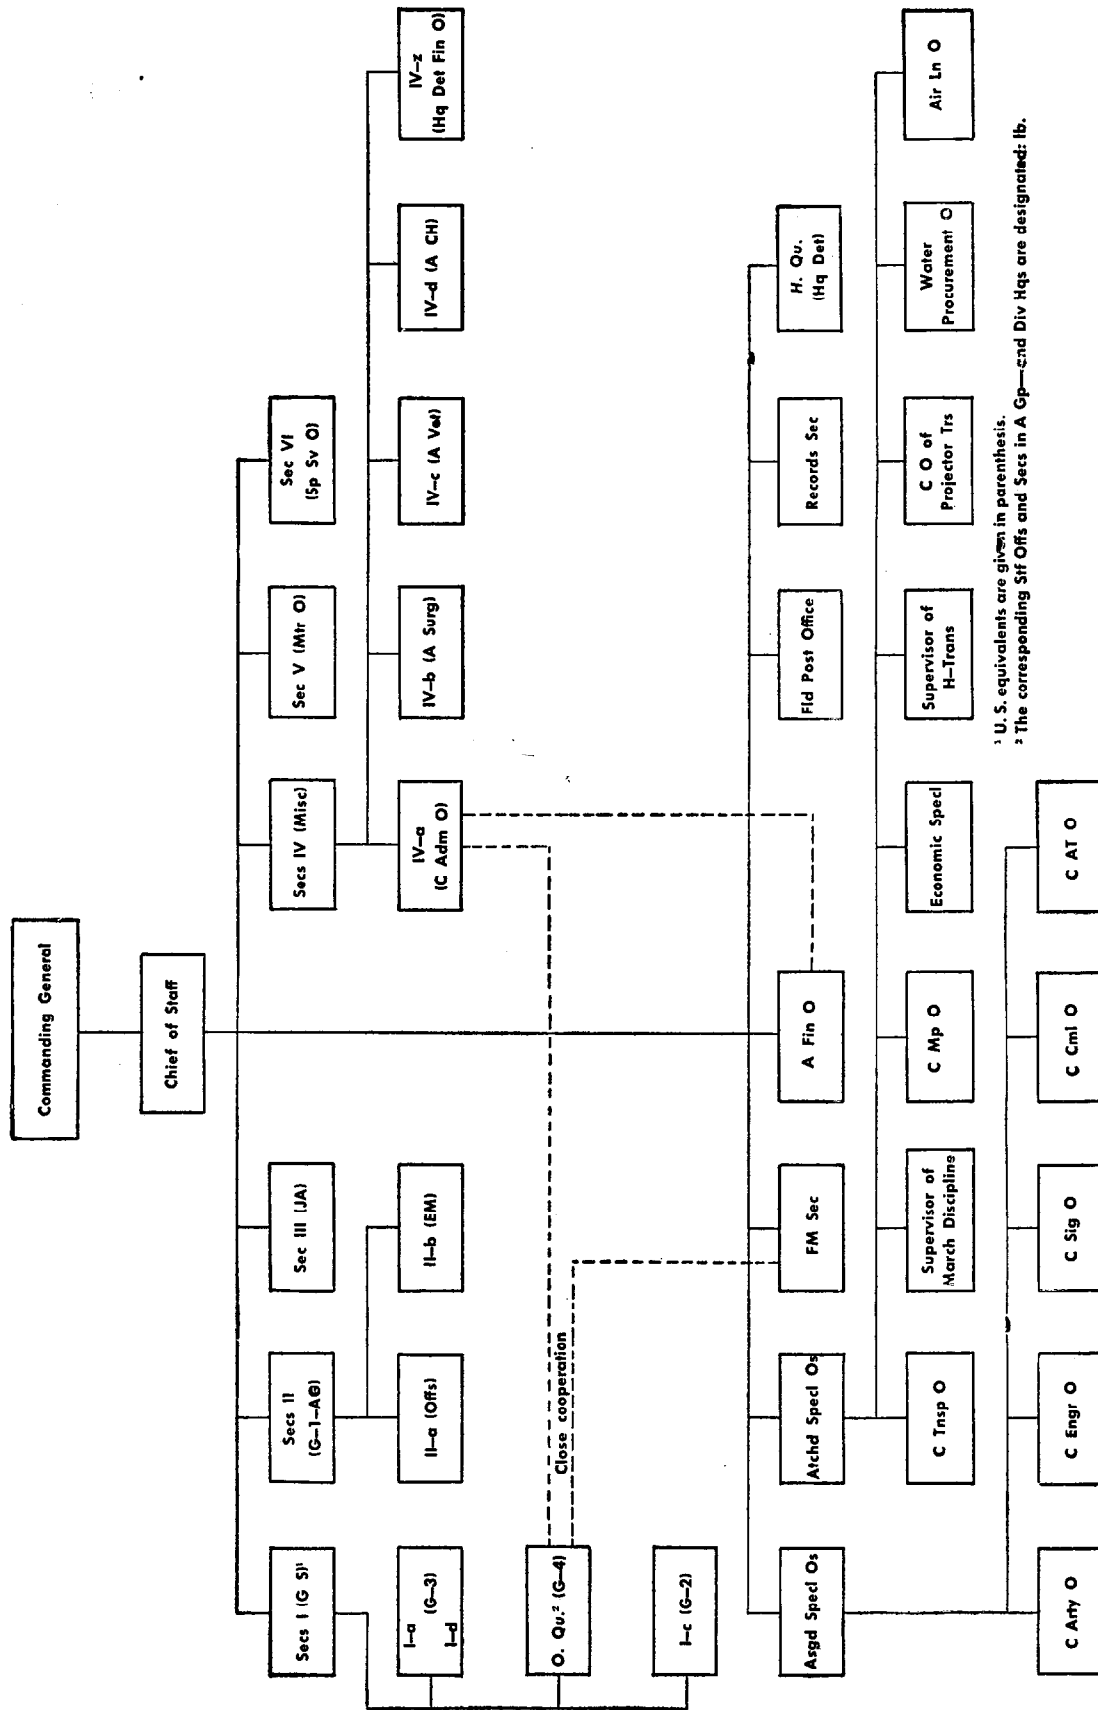 Commanding General
Chief of Staff
Secs I (G S)¹
Secs II
(G-1-AG)
Sec III (JA)
Secs IV (Misc)
Sec V (Mtr O)
Sec VI
(Sp Sv O)
I-a
(G-3)
I-d
II-a (Offs)
II-b (EM)
IV-a
(C Adm O)
IV-b (A Surg)
IV-c (A Vet)
IV-d (A CH)
IV-z
(Hq Det Fin O)
O. Qu.² (G-4)
Close cooperation
I-c (G-2)
Asgd Specl Os
Atchd Specl Os
FM Sec
A Fin O
Fld Post Office
Records Sec
H. Qu.
(Hq Det)
C Tnsp O
Supervisor of
March Discipline
C Mp O
Economic Specl
Supervisor of
H-Trans
C O of
Projector Trs
Water
Procurement O
Air Ln O
C Arty O
C Engr O
C Sig O
C Cml O
C AT O
¹ U. S. equivalents are given in parenthesis.
² The corresponding Stf Offs and Secs in A Gp—and Div Hqs are designated: Ib.